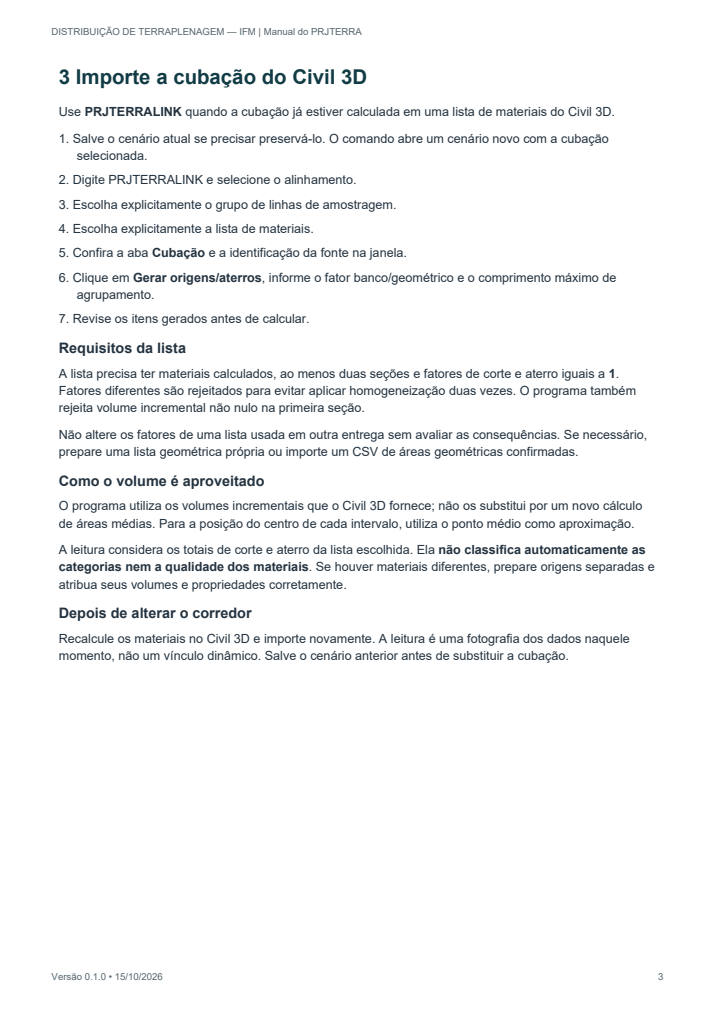 DISTRIBUIÇÃO DE TERRAPLENAGEM — IFM | Manual do PRJTERRA
3 Importe a cubação do Civil 3D
Use PRJTERRALINK quando a cubação já estiver calculada em uma lista de materiais do Civil 3D.
1. Salve o cenário atual se precisar preservá-lo. O comando abre um cenário novo com a cubação
selecionada.
2. Digite PRJTERRALINK e selecione o alinhamento.
3. Escolha explicitamente o grupo de linhas de amostragem.
4. Escolha explicitamente a lista de materiais.
5. Confira a aba Cubação e a identificação da fonte na janela.
6. Clique em Gerar origens/aterros, informe o fator banco/geométrico e o comprimento máximo de
agrupamento.
7. Revise os itens gerados antes de calcular.
Requisitos da lista
A lista precisa ter materiais calculados, ao menos duas seções e fatores de corte e aterro iguais a 1.
Fatores diferentes são rejeitados para evitar aplicar homogeneização duas vezes. O programa também
rejeita volume incremental não nulo na primeira seção.
Não altere os fatores de uma lista usada em outra entrega sem avaliar as consequências. Se necessário,
prepare uma lista geométrica própria ou importe um CSV de áreas geométricas confirmadas.
Como o volume é aproveitado
O programa utiliza os volumes incrementais que o Civil 3D fornece; não os substitui por um novo cálculo
de áreas médias. Para a posição do centro de cada intervalo, utiliza o ponto médio como aproximação.
A leitura considera os totais de corte e aterro da lista escolhida. Ela não classifica automaticamente as
categorias nem a qualidade dos materiais. Se houver materiais diferentes, prepare origens separadas e
atribua seus volumes e propriedades corretamente.
Depois de alterar o corredor
Recalcule os materiais no Civil 3D e importe novamente. A leitura é uma fotografia dos dados naquele
momento, não um vínculo dinâmico. Salve o cenário anterior antes de substituir a cubação.
Versão 0.1.0 • 15/10/2026
3